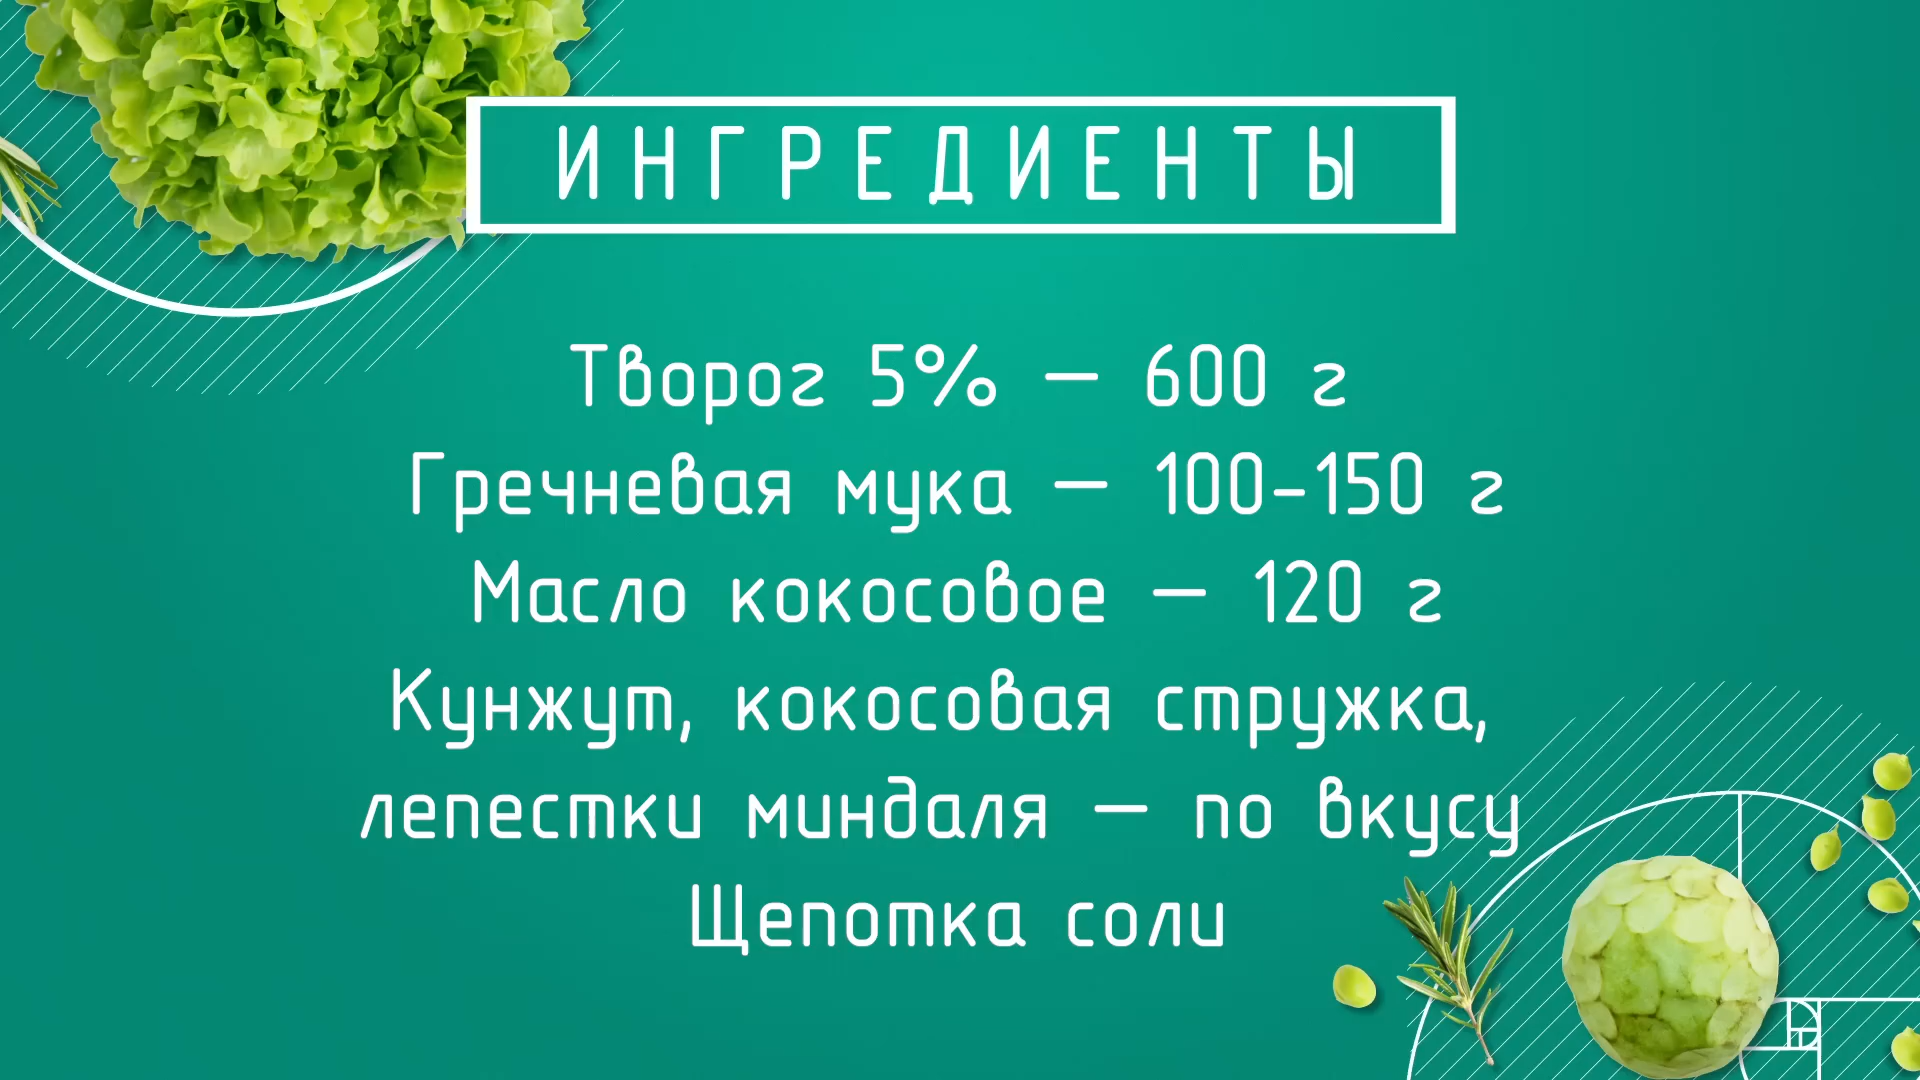 ИНГРЕДИЕНТЫ
Творог 5% – 600 г
Гречневая мука – 100-150 г
Масло кокосовое – 120 г
Кунжут, кокосовая стружка,
лепестки миндаля – по вкусу
Щепотка соли